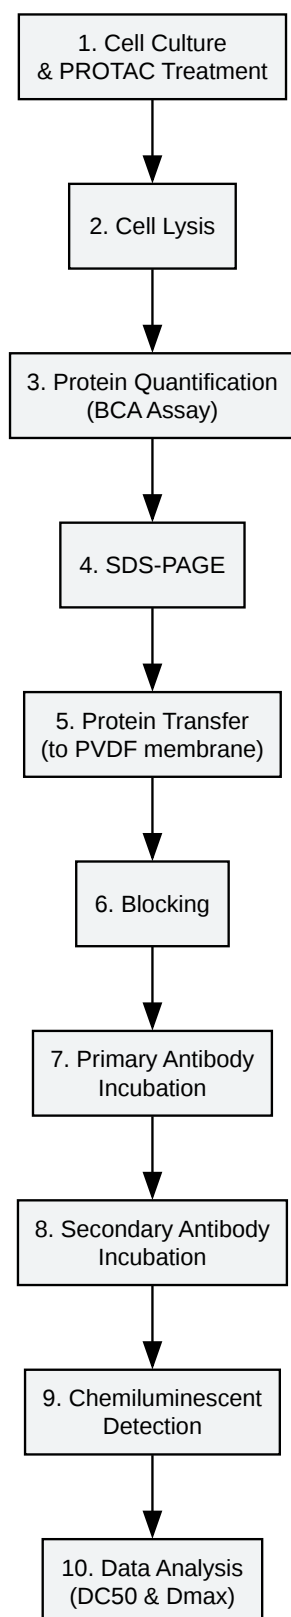 1. Cell Culture
& PROTAC Treatment
2. Cell Lysis
3. Protein Quantification
(BCA Assay)
4. SDS-PAGE
5. Protein Transfer
(to PVDF membrane)
6. Blocking
7. Primary Antibody
Incubation
8. Secondary Antibody
Incubation
9. Chemiluminescent
Detection
10. Data Analysis
(DC50 & Dmax)